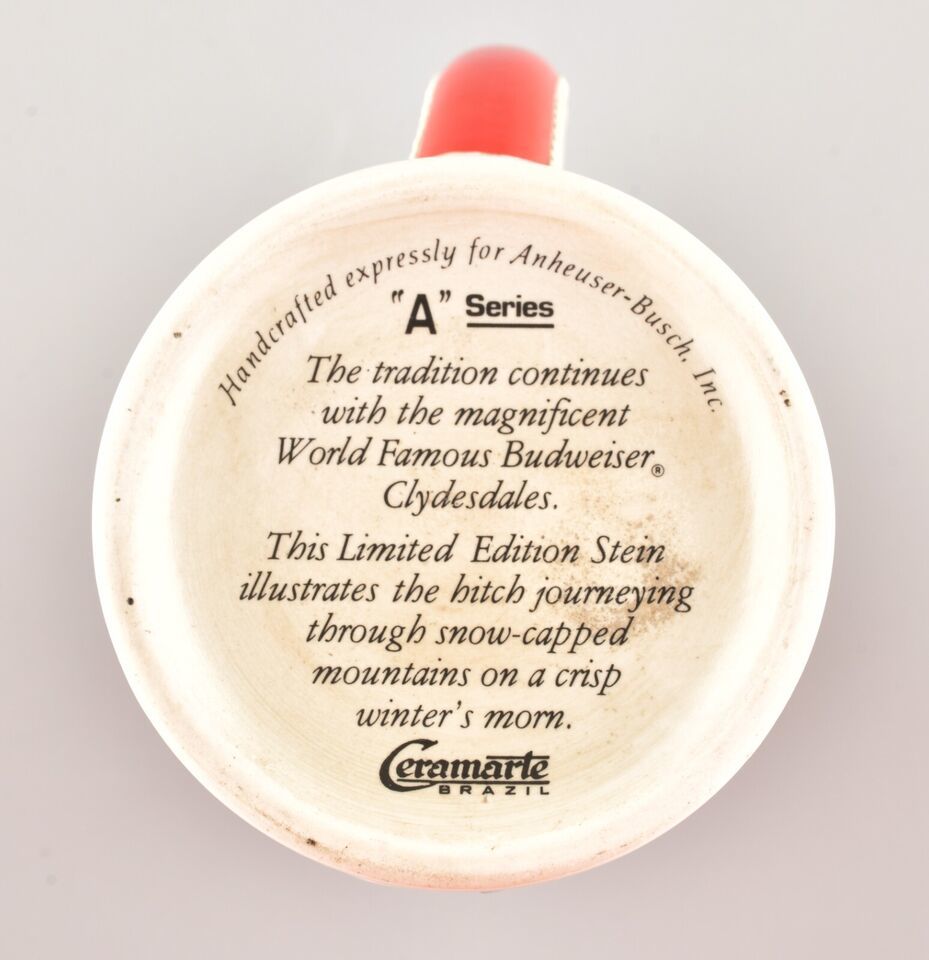 Handcrafted expressly for Anheuser-Busch, Inc.
"A" Series
The tradition continues
with the magnificent
World Famous Budweiser®
Clydesdales.
This Limited Edition Stein
illustrates the hitch journeying
through snow-capped
mountains on a crisp
winter's morn.
Ceramarte
BRAZIL